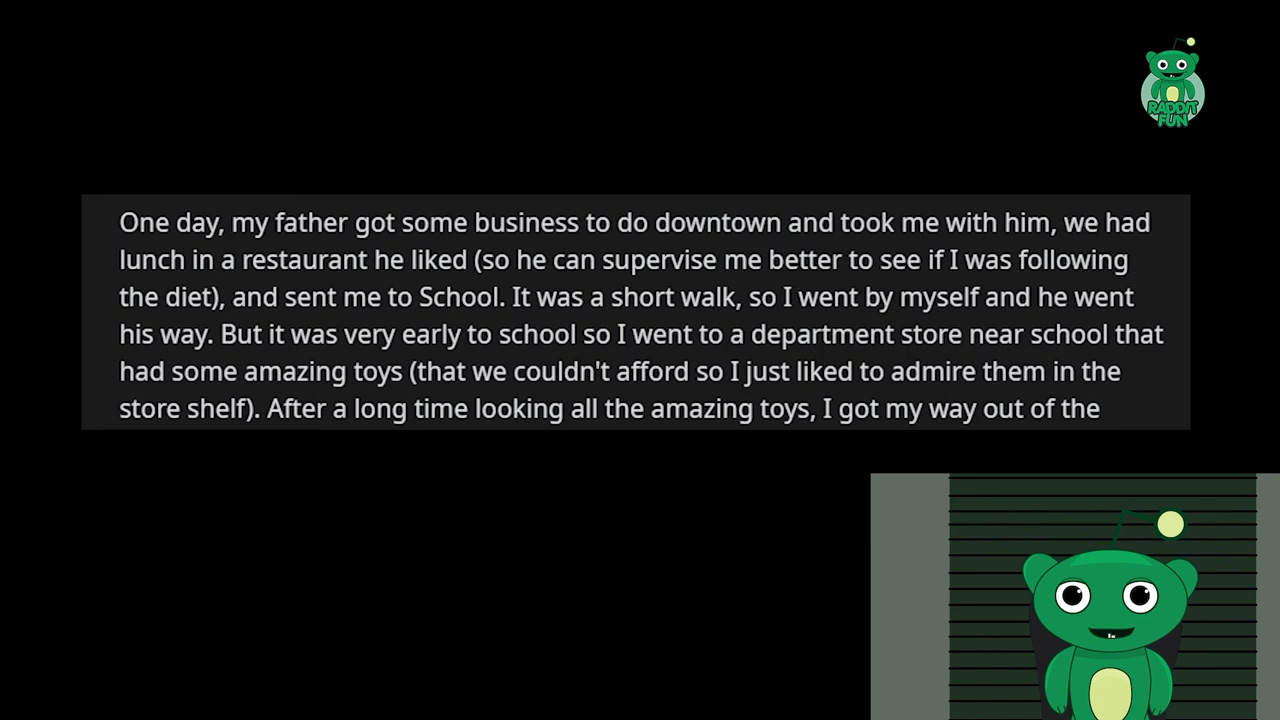 RADDIT
FUN
One day, my father got some business to do downtown and took me with him, we had
lunch in a restaurant he liked (so he can supervise me better to see if I was following
the diet), and sent me to School. It was a short walk, so I went by myself and he went
his way. But it was very early to school so I went to a department store near school that
had some amazing toys (that we couldn't afford so I just liked to admire them in the
store shelf). After a long time looking all the amazing toys, I got my way out of the